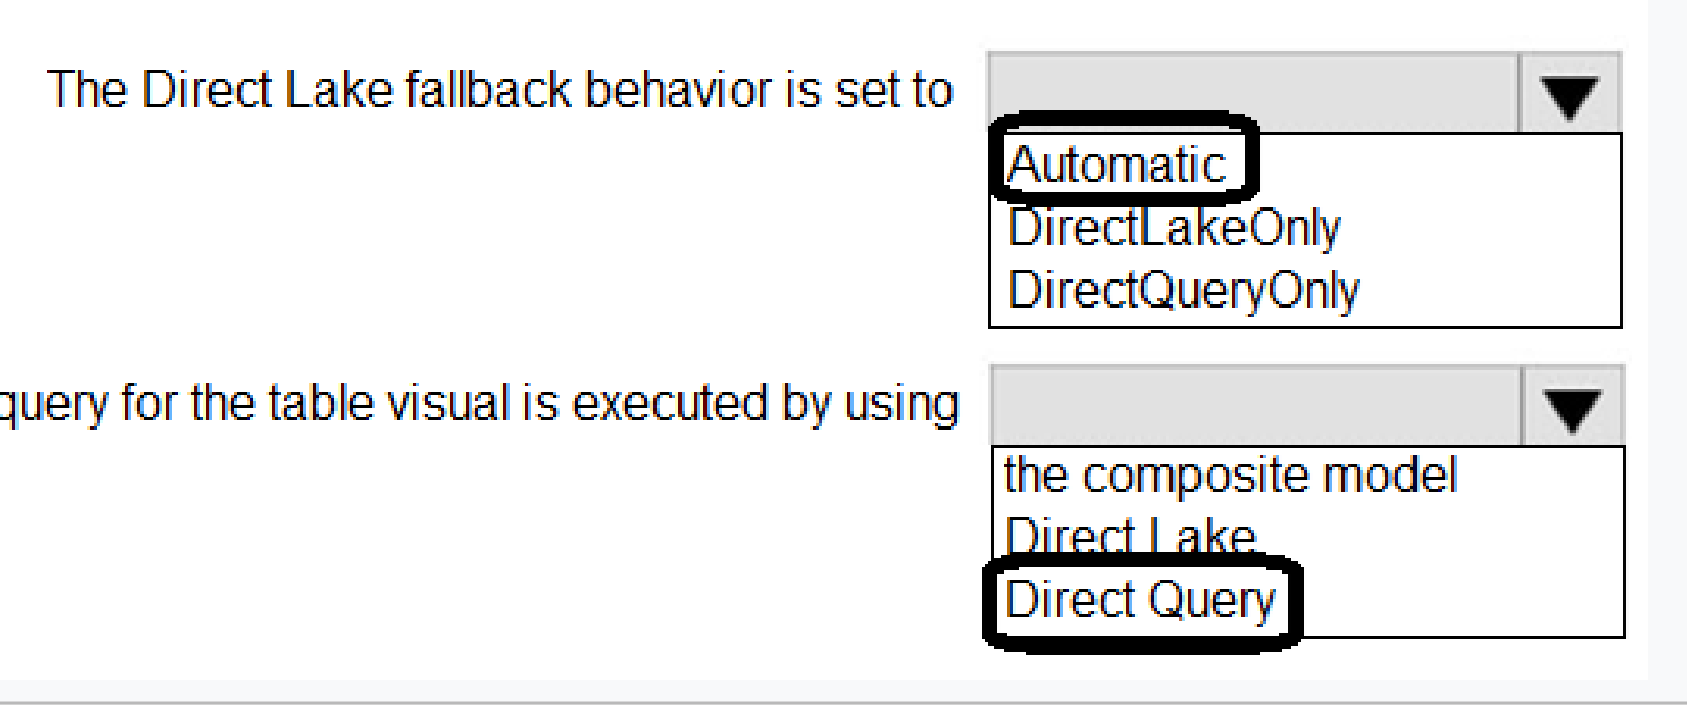 The Direct Lake fallback behavior is set to
Automatic
DirectLakeOnly
DirectQueryOnly
query for the table visual is executed by using
the composite model
Direct Lake
Direct Query